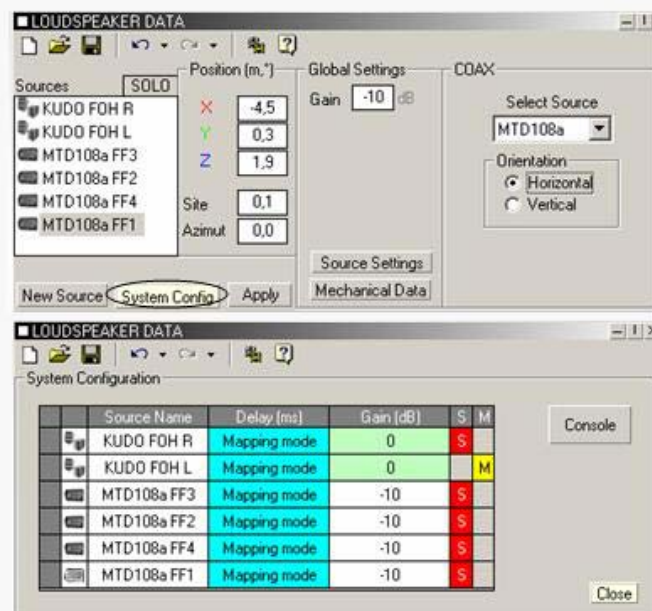 LOUDSPEAKER DATA
Sources SOLO
KUDO FOH R
KUDO FOH L
MTD108a FF3
MTD108a FF2
MTD108a FF4
MTD108a FF1
Position (m,°)
X -4,5
Y 0,3
Z 1,9
Site 0,1
Azimut 0,0
Global Settings
Gain -10 dB
Source Settings
Mechanical Data
COAX
Select Source
MTD108a
Orientation
Horizontal
Vertical
New Source System Config Apply
LOUDSPEAKER DATA
System Configuration
Source Name Delay (ms) Gain (dB) S M
KUDO FOH R Mapping mode 0 S
KUDO FOH L Mapping mode 0 M
MTD108a FF3 Mapping mode -10 S
MTD108a FF2 Mapping mode -10 S
MTD108a FF4 Mapping mode -10 S
MTD108a FF1 Mapping mode -10 S
Console
Close